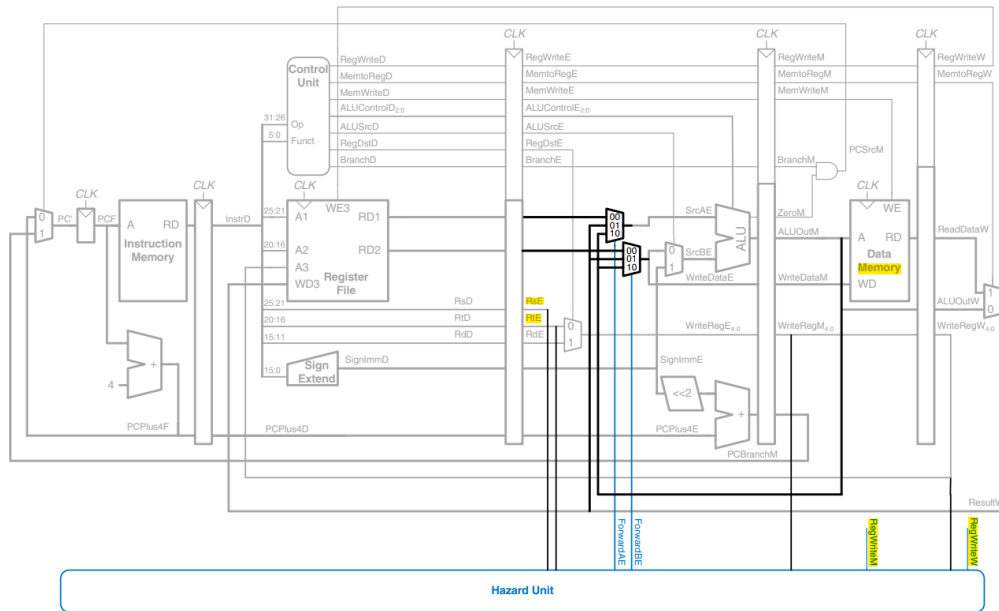 CLK
CLK
CLK
RegWriteD
RegWriteE
RegWriteM
RegWriteW
Control
Unit
MemtoRegD
MemtoRegE
MemtoRegM
MemtoRegW
MemWriteD
MemWriteE
MemWriteM
ALUControlD2:0
ALUControlE2:0
31:26
Op
ALUSrcD
ALUSrcE
5:0
Funct
RegDstD
RegDstE
PCSrcM
BranchD
BranchE
BranchM
CLK
CLK
CLK
CLK
CLK
WE3
WE
0
1
PC'
PCF
A
RD
Instruction
Memory
InstrD
25:21
A1
RD1
00
01
10
SrcAE
ZeroM
20:16
A2
RD2
00
01
10
0
1
SrcBE
ALU
ALUOutM
A
RD
ReadDataW
A3
Register
File
WD3
WriteDataE
WriteDataM
Data
Memory
WD
1
0
ALUOutW
25:21
RsD
RsE
20:16
RtD
RtE
0
1
WriteRegE4:0
WriteRegM4:0
WriteRegW4:0
15:11
RdD
RdE
+
4
15:0
Sign
Extend
SignImmD
SignImmE
<<2
+
PCPlus4F
PCPlus4D
PCPlus4E
PCBranchM
ResultW
ForwardAE
ForwardBE
RegWriteM
RegWriteW
Hazard Unit